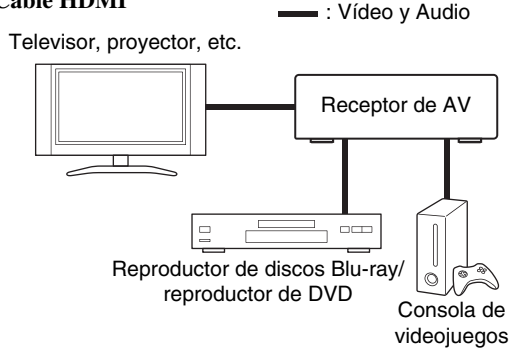 Cable HDMI
: Vídeo y Audio
Televisor, proyector, etc.
Receptor de AV
Reproductor de discos Blu-ray/
reproductor de DVD
Consola de
videojuegos